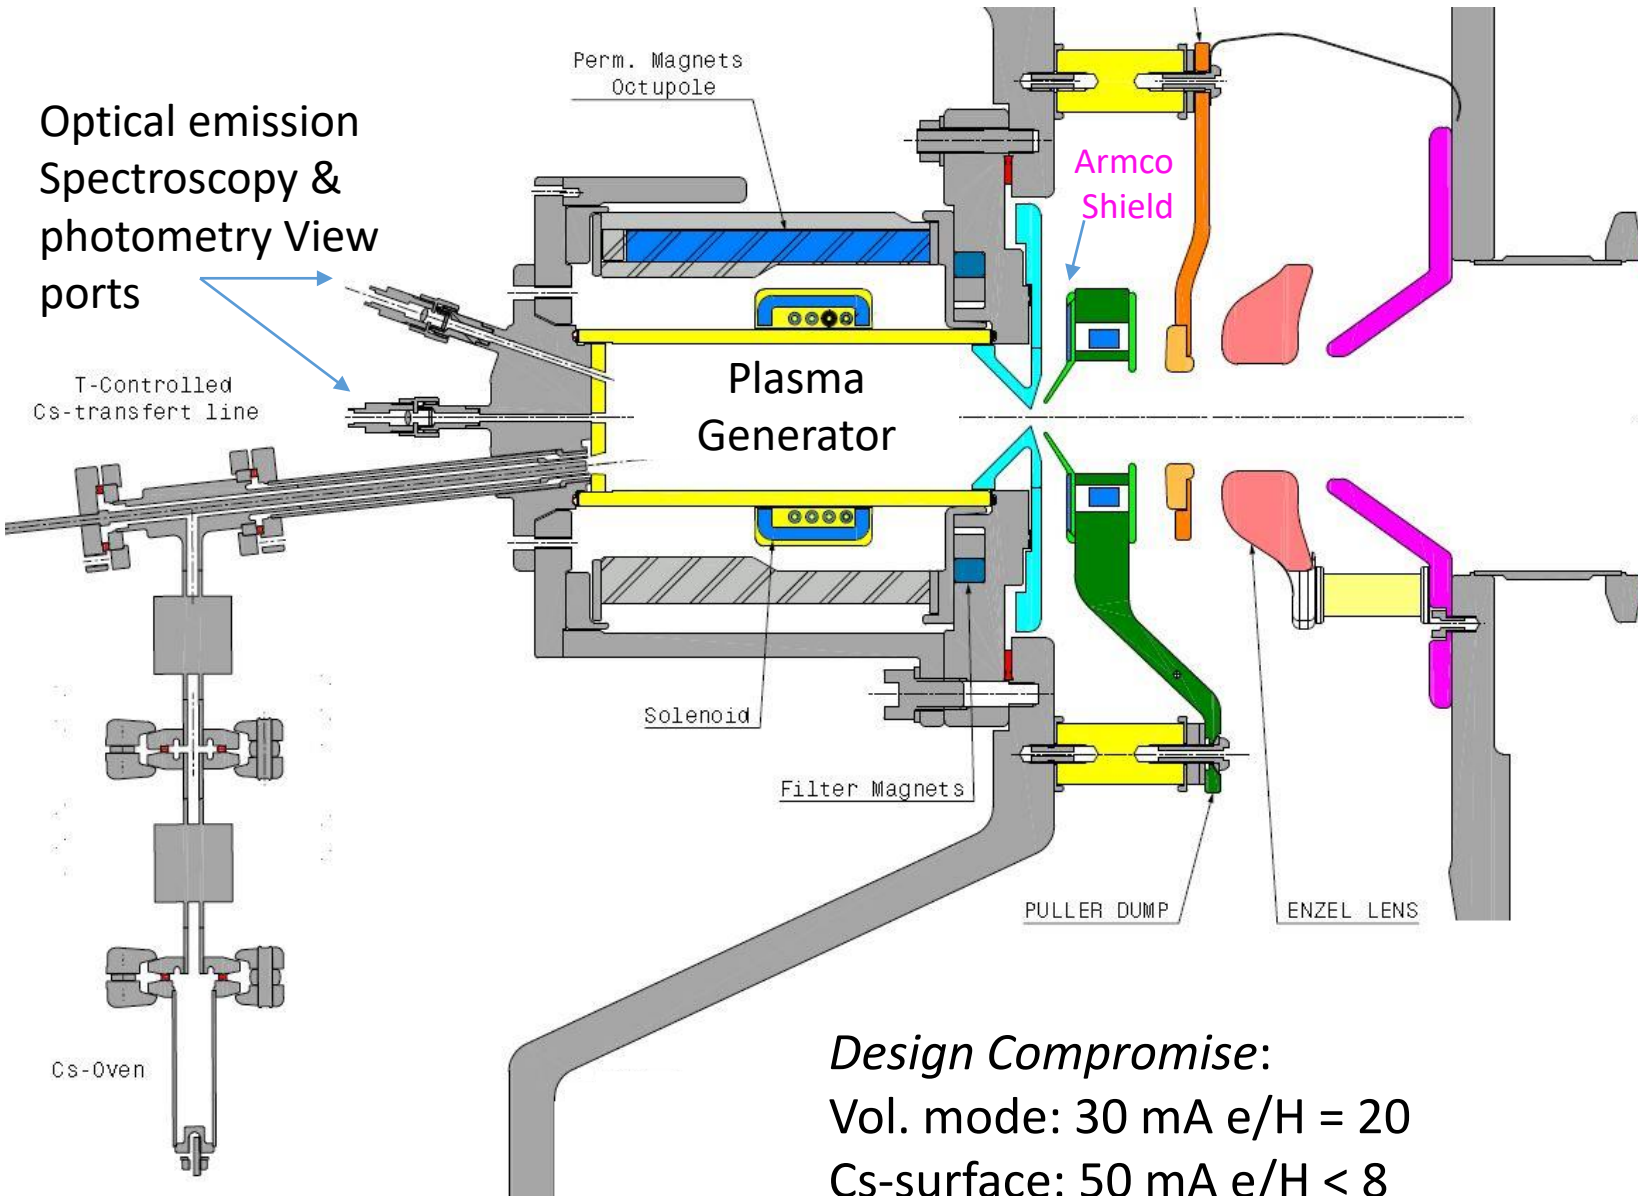 Perm. Magnets
Octupole
Optical emission
Spectroscopy &
photometry View
ports
Armco
Shield
T-Controlled
Cs-transfert line
Plasma
Generator
Solenoid
Filter Magnets
PULLER DUMP
ENZEL LENS
Cs-Oven
Design Compromise:
Vol. mode: 30 mA e/H = 20
Cs-surface: 50 mA e/H < 8